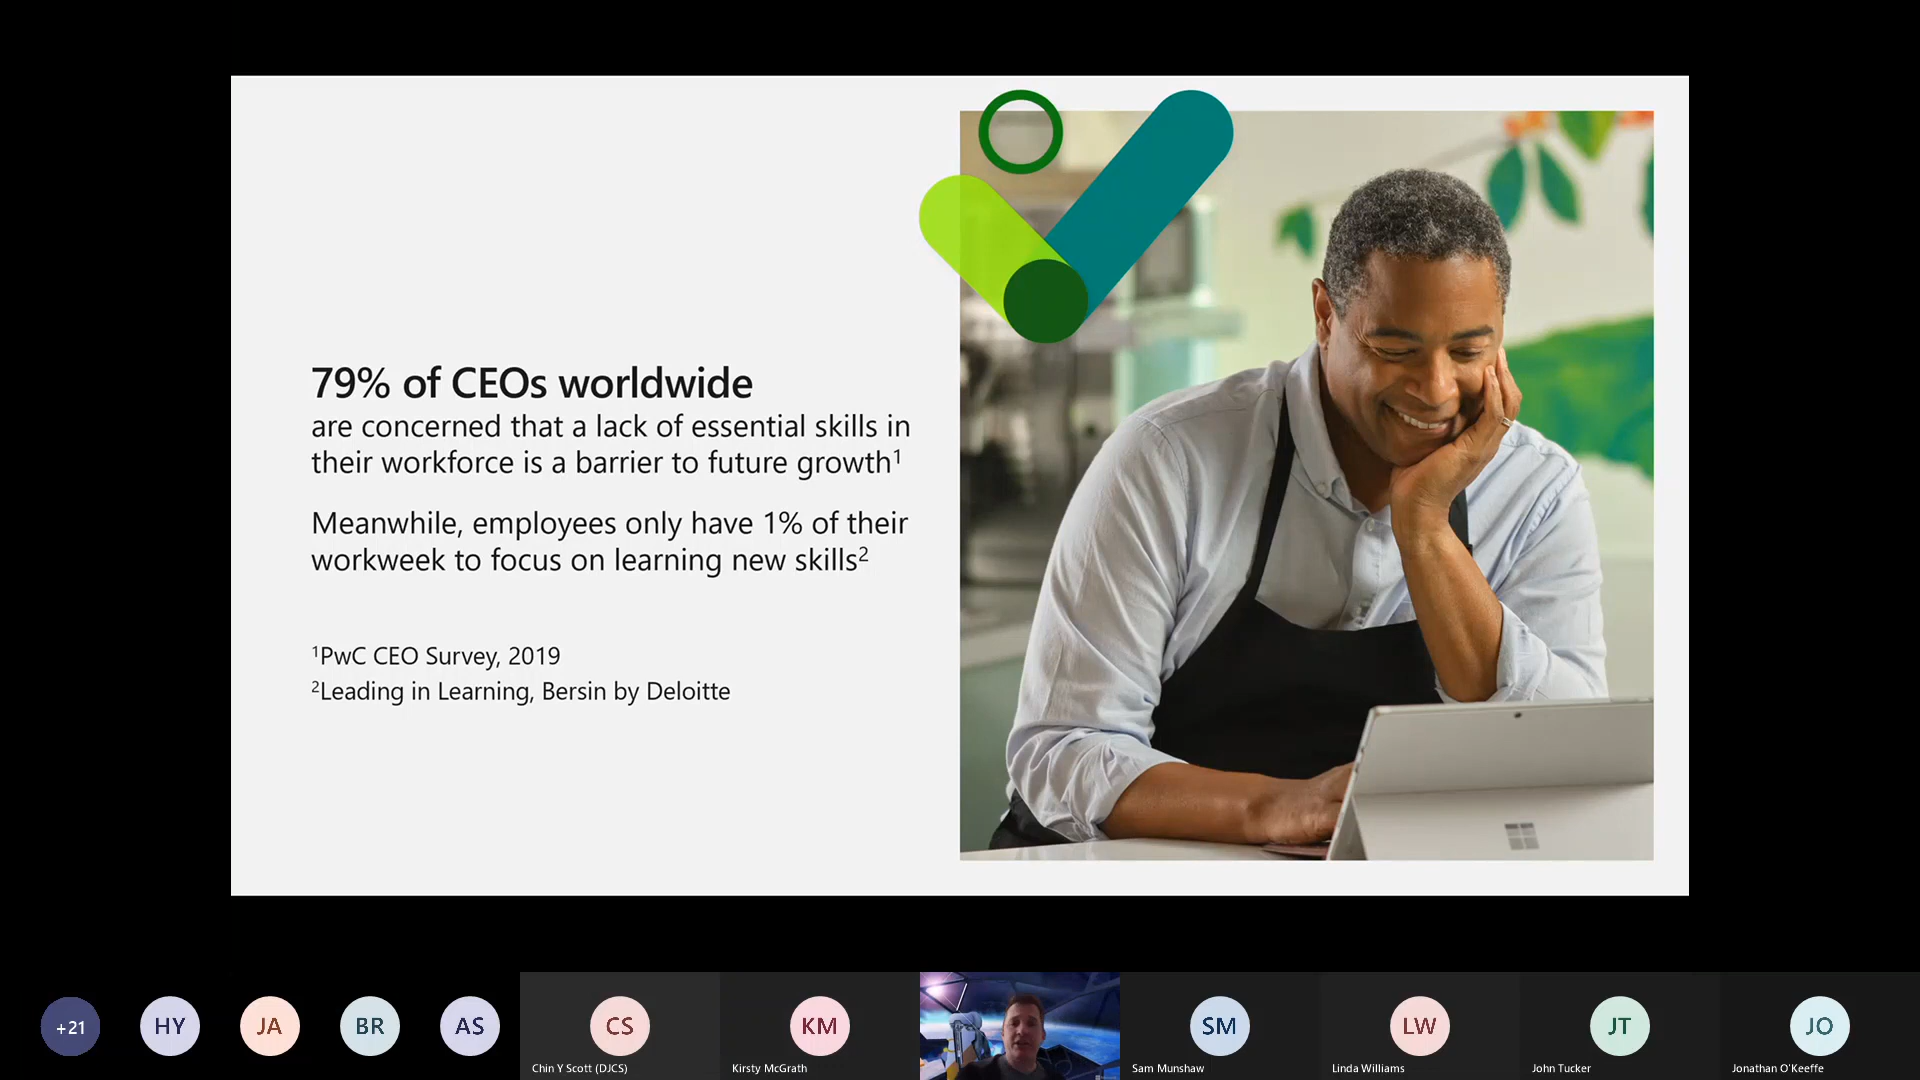 79% of CEOs worldwide
are concerned that a lack of essential skills in
their workforce is a barrier to future growth¹
Meanwhile, employees only have 1% of their
workweek to focus on learning new skills²
¹PwC CEO Survey, 2019
²Leading in Learning, Bersin by Deloitte
+21
HY
JA
BR
AS
CS
Chin Y Scott (DJCS)
KM
Kirsty McGrath
SM
Sam Munshaw
LW
Linda Williams
JT
John Tucker
JO
Jonathan O'Keeffe